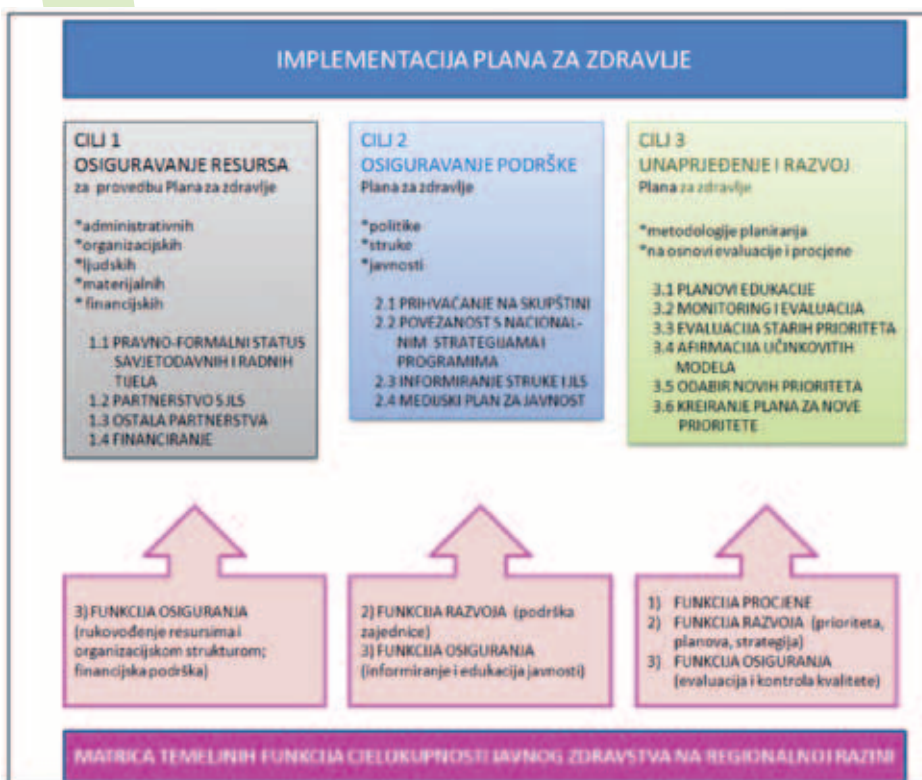 IMPLEMENTACIJA PLANA ZA ZDRAVLJE
CILJ 1
OSIGURAVANJE RESURSA
za provedbu Plana za zdravlje
*administrativnih
*organizacijskih
*ljudskih
*materijalnih
*financijskih
1.1 PRAVNO-FORMALNI STATUS
SAVJETODAVNIH I RADNIH
TIJELA
1.2 PARTNERSTVO S JLS
1.3 OSTALA PARTNERSTVA
1.4 FINANCIRANJE
CILJ 2
OSIGURAVANJE PODRŠKE
Plana za zdravlje
*politike
*struke
*javnosti
2.1 PRIHVAĆANJE NA SKUPŠTINI
2.2 POVEZANOST S NACIONAL-
NIM STRATEGIJAMA I
PROGRAMIMA
2.3 INFORMIRANJE STRUKE I JLS
2.4 MEDIJSKI PLAN ZA JAVNOST
CILJ 3
UNAPRJEĐENJE I RAZVOJ
Plana za zdravlje
*metodologije planiranja
*na osnovi evaluacije i procjene
3.1 PLANOVI EDUKACIJE
3.2 MONITORING I EVALUACIJA
3.3 EVALUACIJA STARIH PRIORITETA
3.4 AFIRMACIJA UČINKOVITIH
MODELA
3.5 ODABIR NOVIH PRIORITETA
3.6 KREIRANJE PLANA ZA NOVE
PRIORITETE
3) FUNKCIJA OSIGURANJA
(rukovođenje resursima i
organizacijskom strukturom;
financijska podrška)
2) FUNKCIJA RAZVOJA (podrška
zajednice)
3) FUNKCIJA OSIGURANJA
(informiranje i edukacija javnosti)
1) FUNKCIJA PROCJENE
2) FUNKCIJA RAZVOJA (prioriteta,
planova, strategija)
3) FUNKCIJA OSIGURANJA
(evaluacija i kontrola kvalitete)
MATRICA TEMELJNIH FUNKCIJA CJELOKUPNOSTI JAVNOG ZDRAVSTVA NA REGIONALNOJ RAZINI